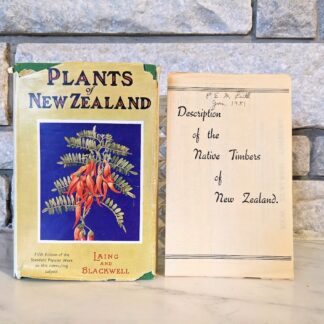 PLANTS
of
NEW ZEALAND
Fifth Edition of the
Standard Popular Work
on this interesting
subject
LAING
AND
BLACKWELL
1951
Description
of the
Native Timbers
of
New Zealand.